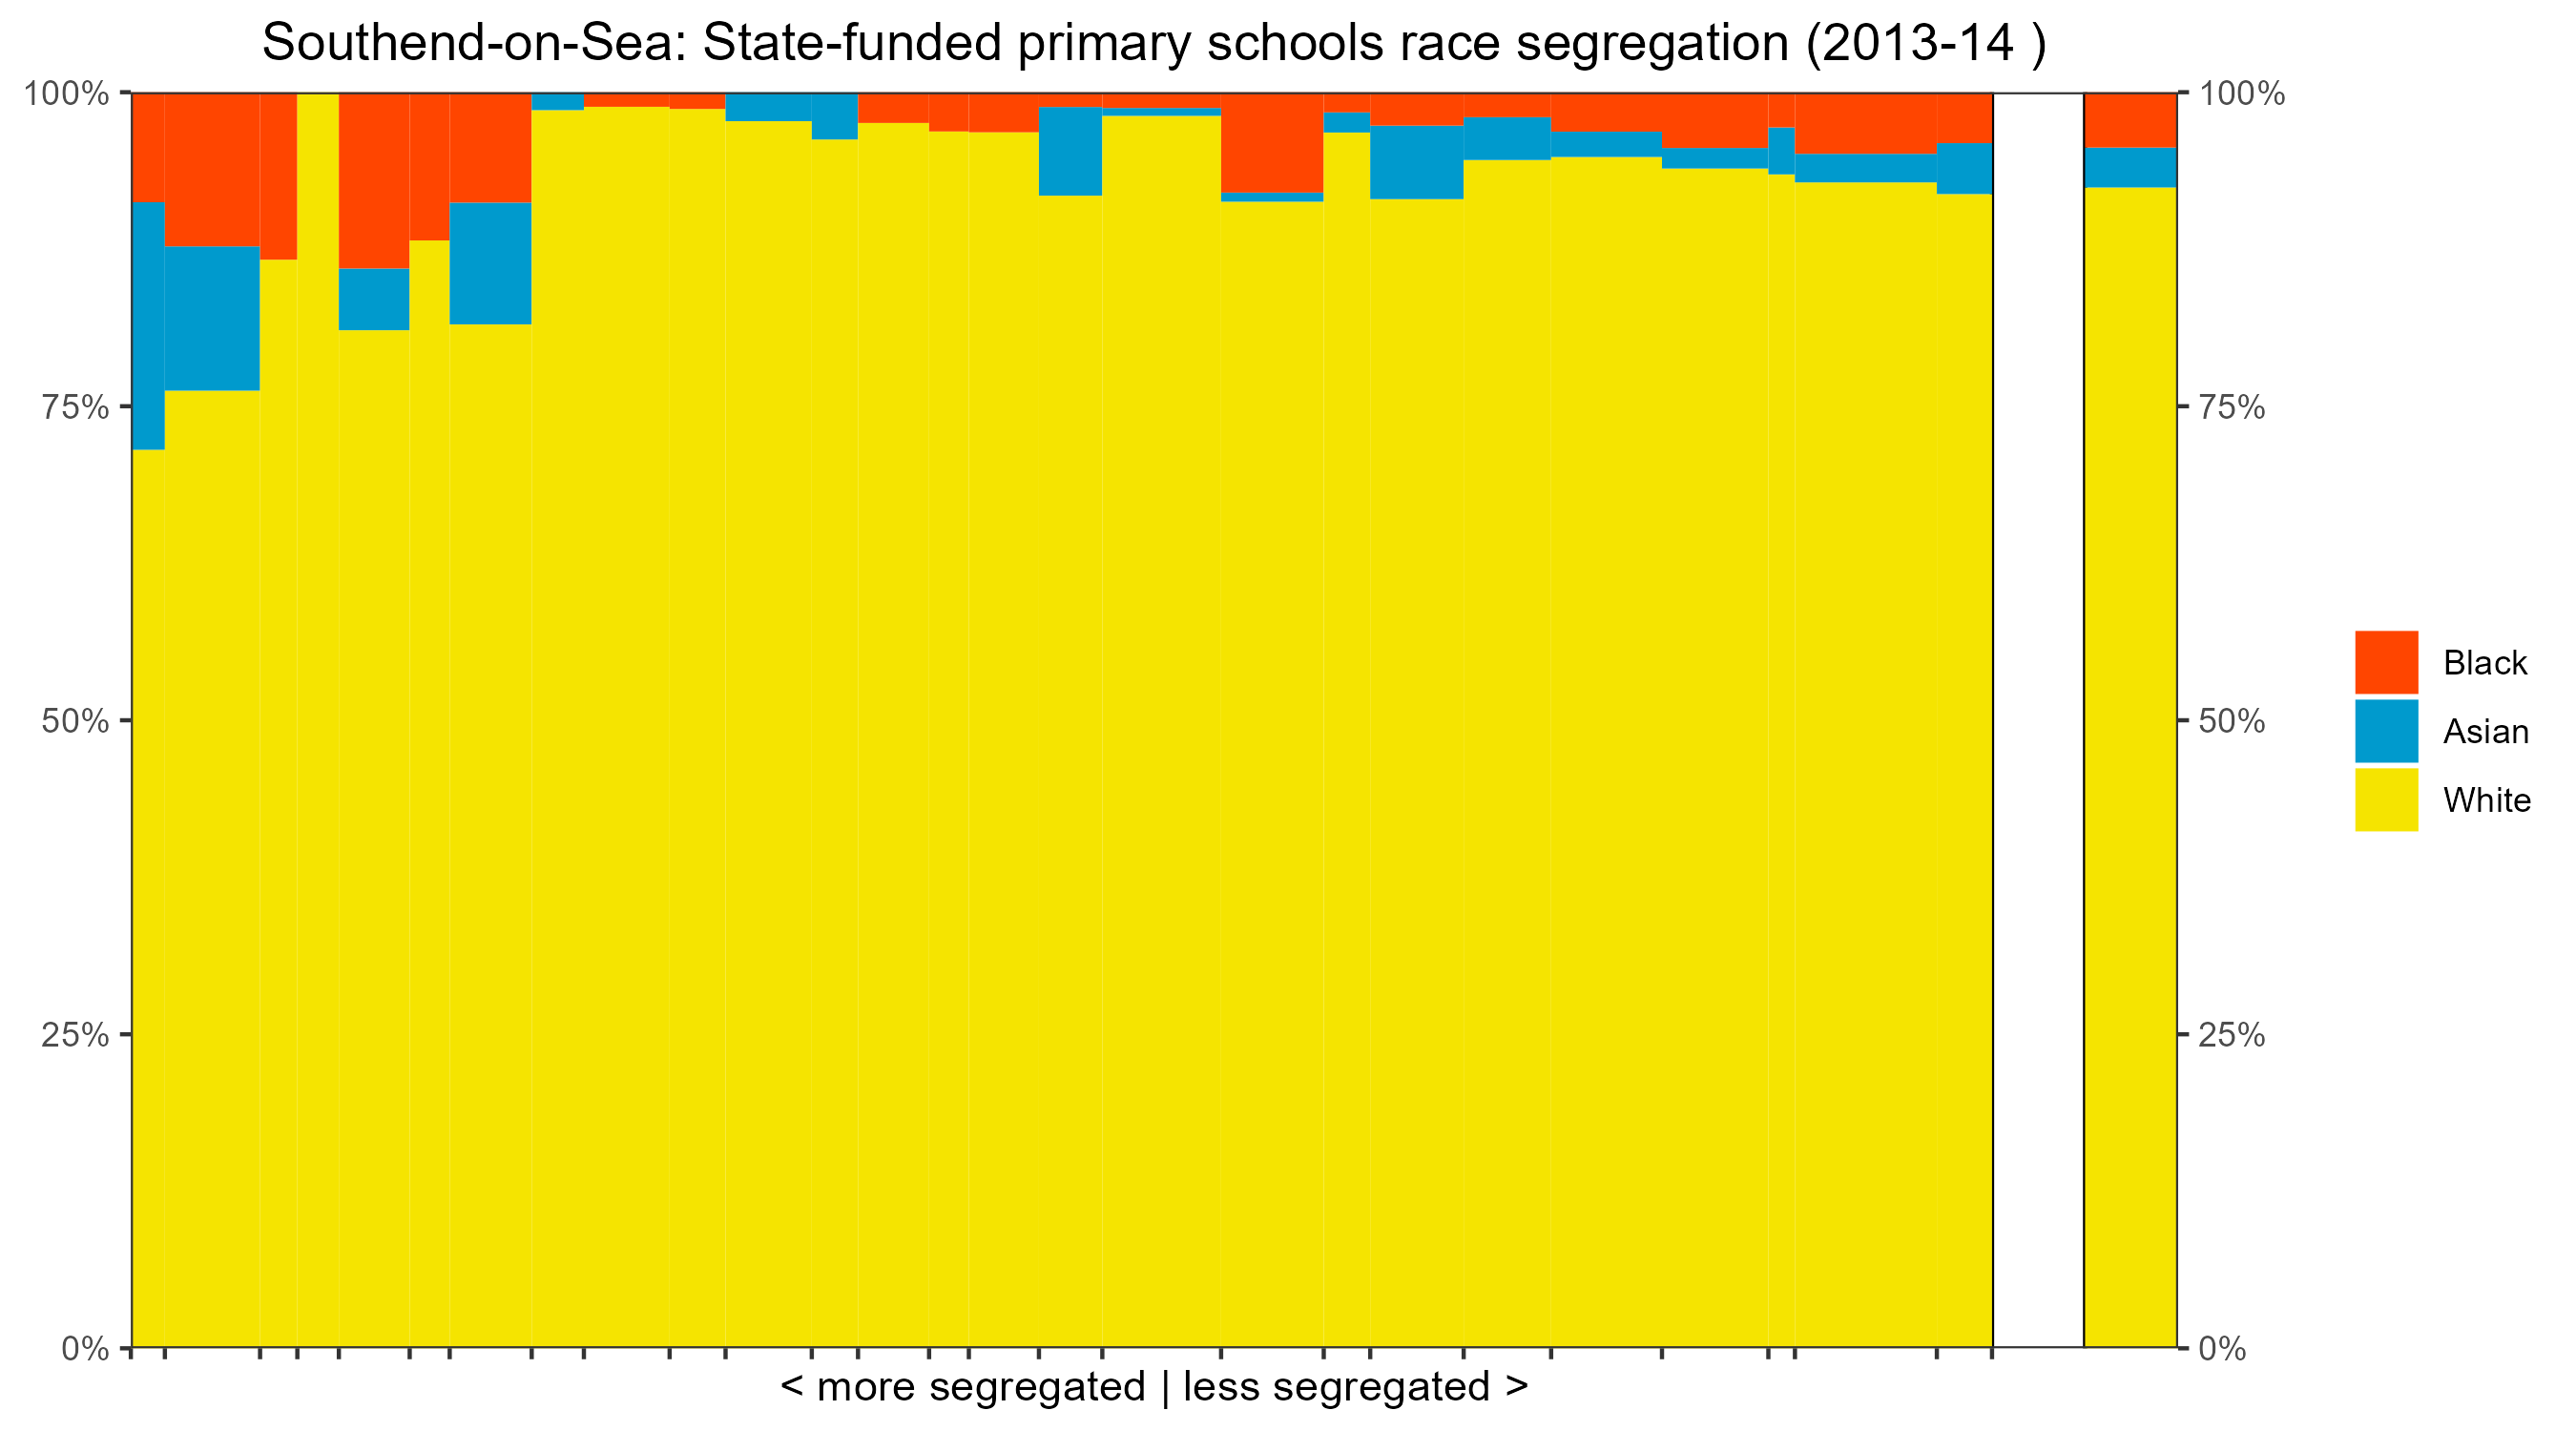 Southend-on-Sea: State-funded primary schools race segregation (2013-14 )
100%
75%
50%
25%
0%
100%
75%
50%
25%
0%
Black
Asian
White
< more segregated | less segregated >